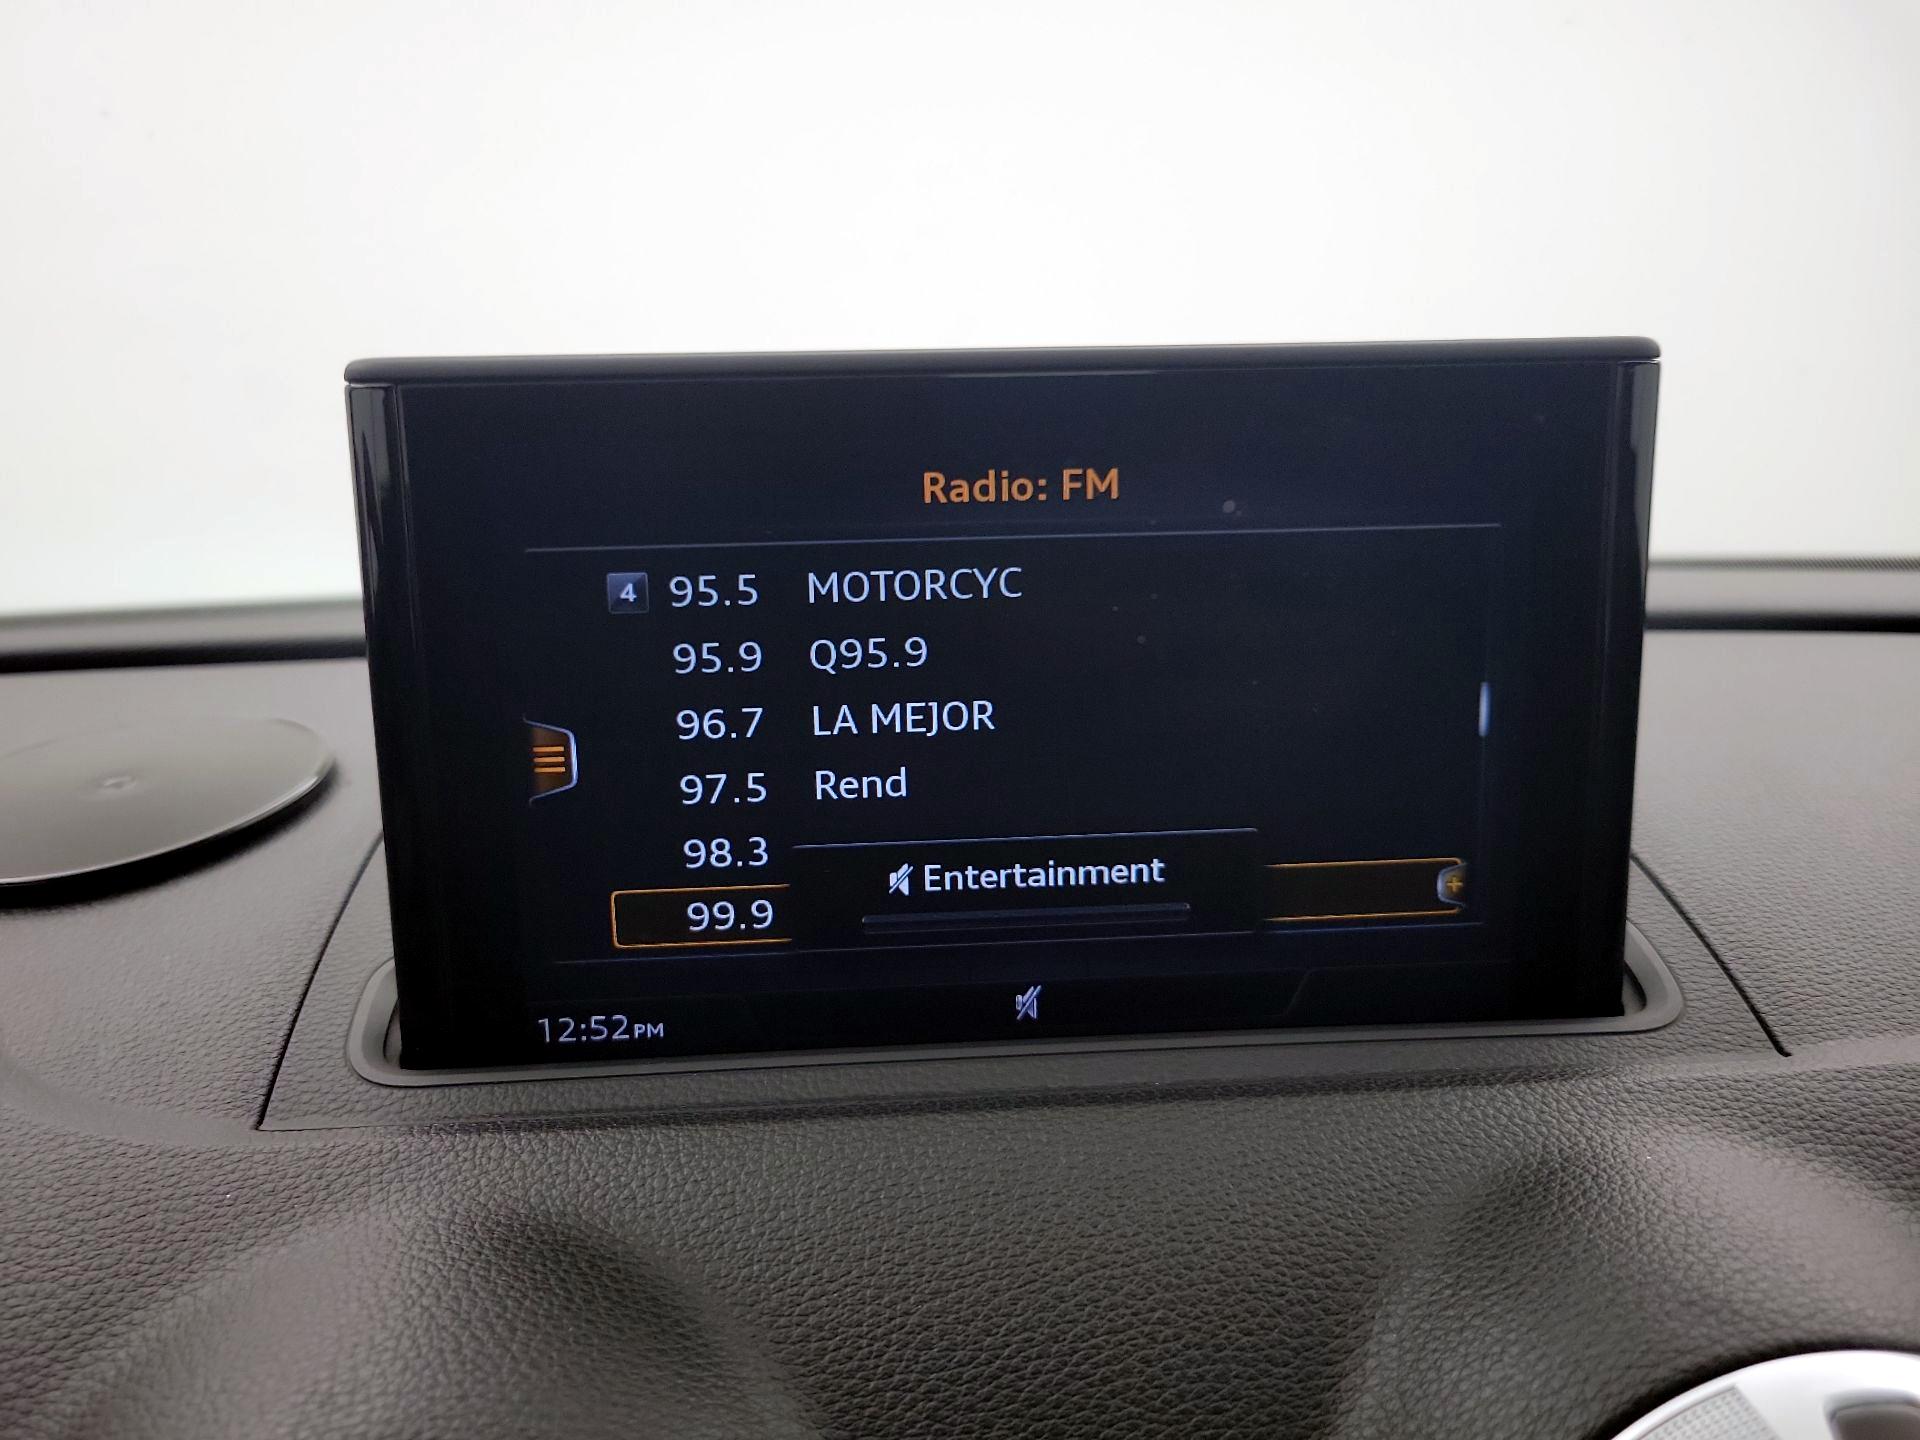 Radio: FM
4 95.5 MOTORCYC
95.9 Q95.9
96.7 LA MEJOR
97.5 Rend
98.3
Entertainment
99.9
12:52PM